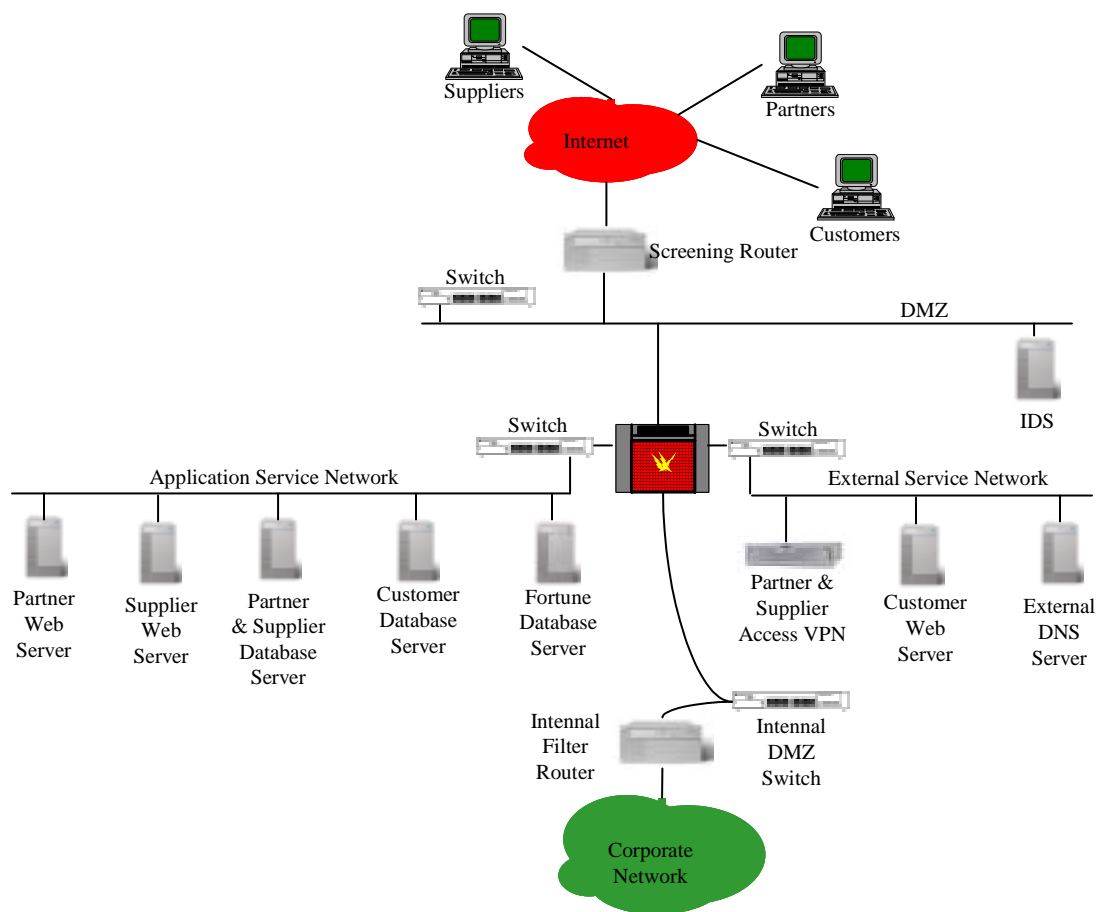 Suppliers
Partners
Internet
Customers
Screening Router
Switch
DMZ
IDS
Switch
Switch
Application Service Network
External Service Network
Partner
Web
Server
Supplier
Web
Server
Partner
& Supplier
Database
Server
Customer
Database
Server
Fortune
Database
Server
Partner &
Supplier
Access VPN
Customer
Web
Server
External
DNS
Server
Intennal
Filter
Router
Intennal
DMZ
Switch
Corporate
Network